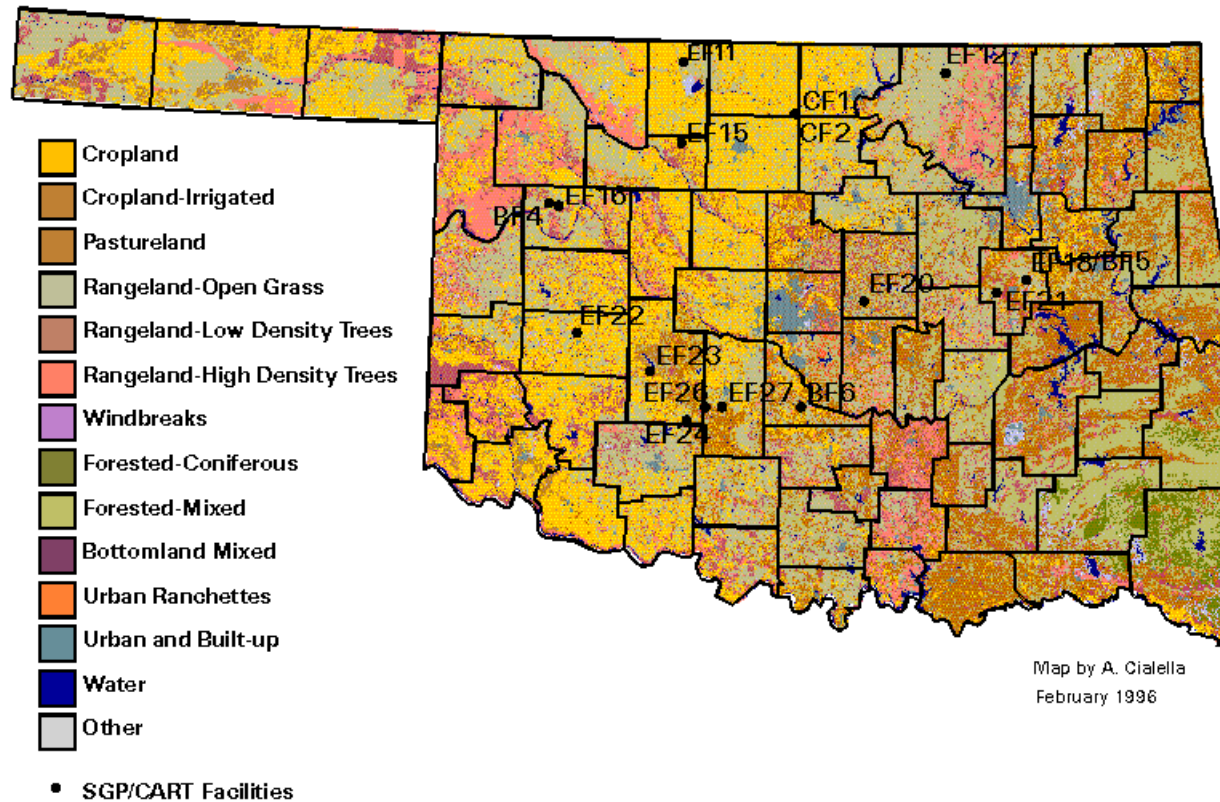 EF11
EF12
CF1
EF15
CF2
EF16
BF4
EF18/BF5
EF20
EF21
EF22
EF23
EF26
EF27
BF6
EF24
Cropland
Cropland-Irrigated
Pastureland
Rangeland-Open Grass
Rangeland-Low Density Trees
Rangeland-High Density Trees
Windbreaks
Forested-Coniferous
Forested-Mixed
Bottomland Mixed
Urban Ranchettes
Urban and Built-up
Water
Other
SGP/CART Facilities
Map by A. Cialella
February 1996